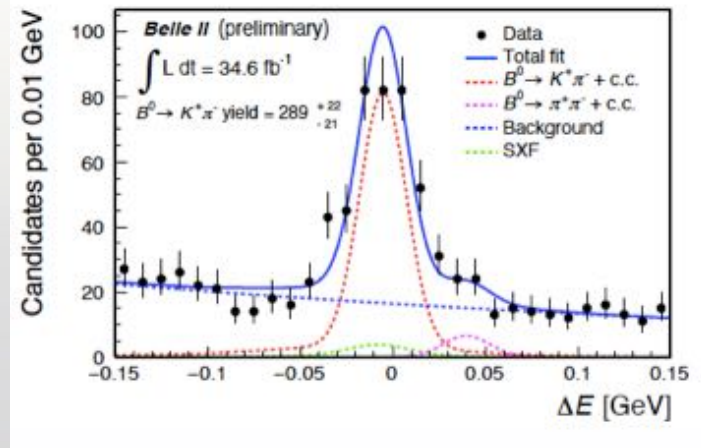 Belle II (preliminary)
∫ L dt = 34.6 fb⁻¹
B⁰→ K⁺π⁻ yield = 289 ⁺²² ₋₂₁
Data
Total fit
B⁰→ K⁺π⁻ + c.c.
B⁰→ π⁺π⁻ + c.c.
Background
SXF
Candidates per 0.01 GeV
100
80
60
40
20
0
−0.15 −0.1 −0.05 0 0.05 0.1 0.15
ΔE [GeV]